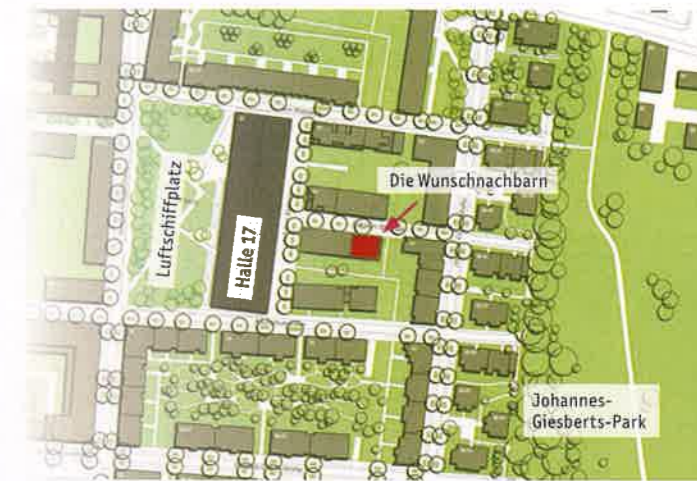 Luftschiffplatz
Halle 17
Die Wunschnachbarn
Johannes-
Giesberts-Park